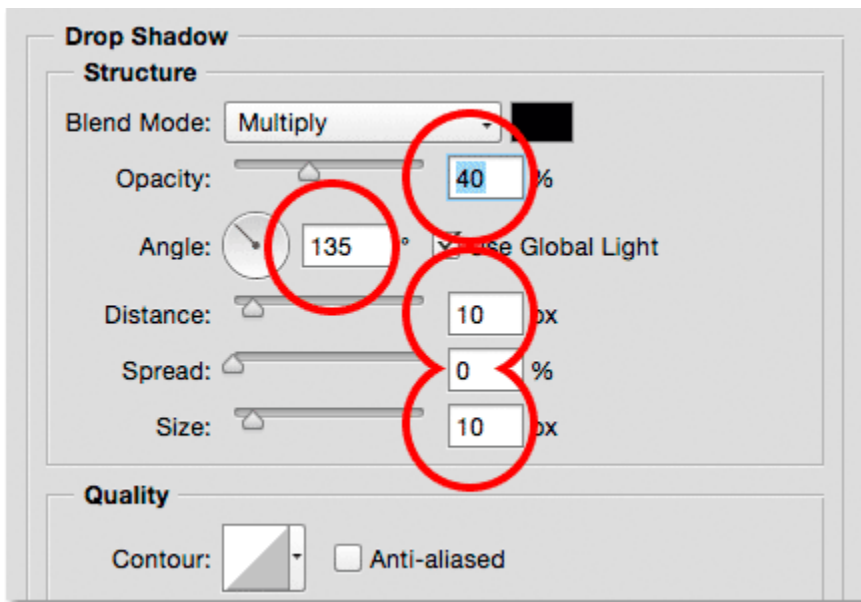 Drop Shadow
Structure
Blend Mode: Multiply
Opacity: 40 %
Angle: 135 ° Use Global Light
Distance: 10 px
Spread: 0 %
Size: 10 px
Quality
Contour: Anti-aliased